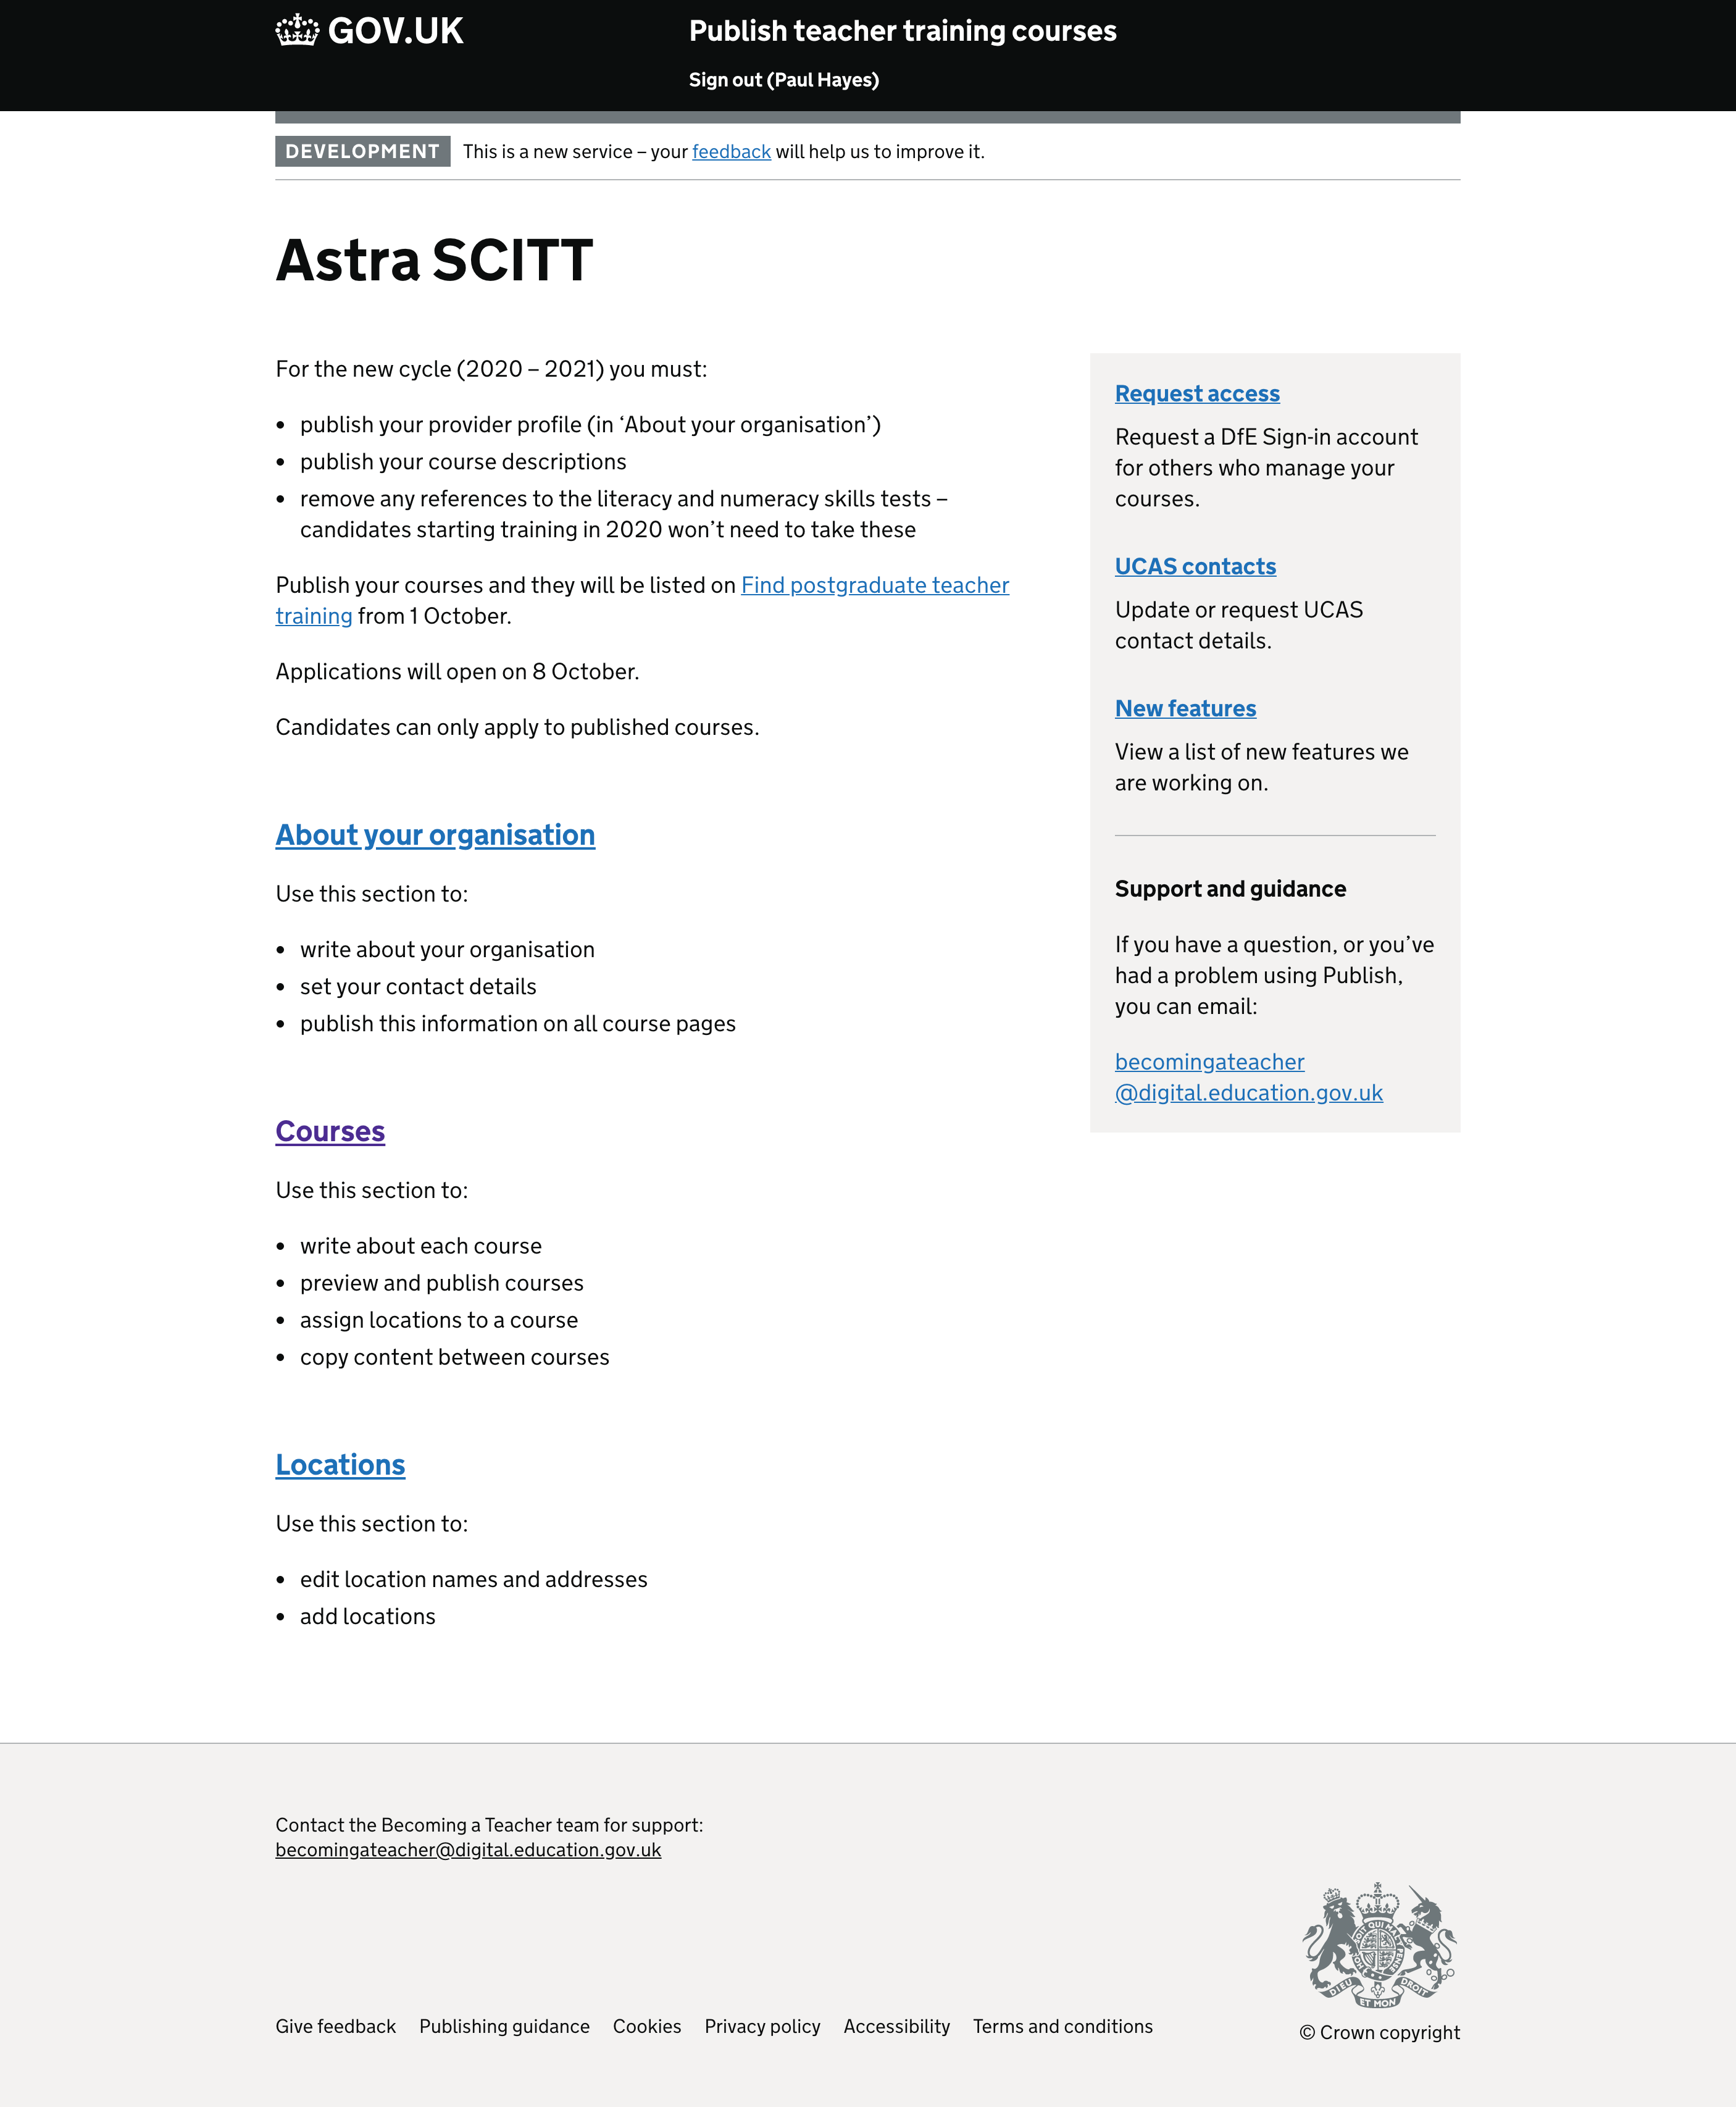 GOV.UK
Publish teacher training courses
Sign out (Paul Hayes)
DEVELOPMENT This is a new service – your feedback will help us to improve it.
Astra SCITT
For the new cycle (2020 – 2021) you must:
• publish your provider profile (in ‘About your organisation’)
• publish your course descriptions
• remove any references to the literacy and numeracy skills tests –
candidates starting training in 2020 won’t need to take these
Publish your courses and they will be listed on Find postgraduate teacher
training from 1 October.
Applications will open on 8 October.
Candidates can only apply to published courses.
About your organisation
Use this section to:
• write about your organisation
• set your contact details
• publish this information on all course pages
Courses
Use this section to:
• write about each course
• preview and publish courses
• assign locations to a course
• copy content between courses
Locations
Use this section to:
• edit location names and addresses
• add locations
Request access
Request a DfE Sign-in account
for others who manage your
courses.
UCAS contacts
Update or request UCAS
contact details.
New features
View a list of new features we
are working on.
Support and guidance
If you have a question, or you’ve
had a problem using Publish,
you can email:
becomingateacher
@digital.education.gov.uk
Contact the Becoming a Teacher team for support:
becomingateacher@digital.education.gov.uk
Give feedback Publishing guidance Cookies Privacy policy Accessibility Terms and conditions
DIEU ET MON DROIT
© Crown copyright